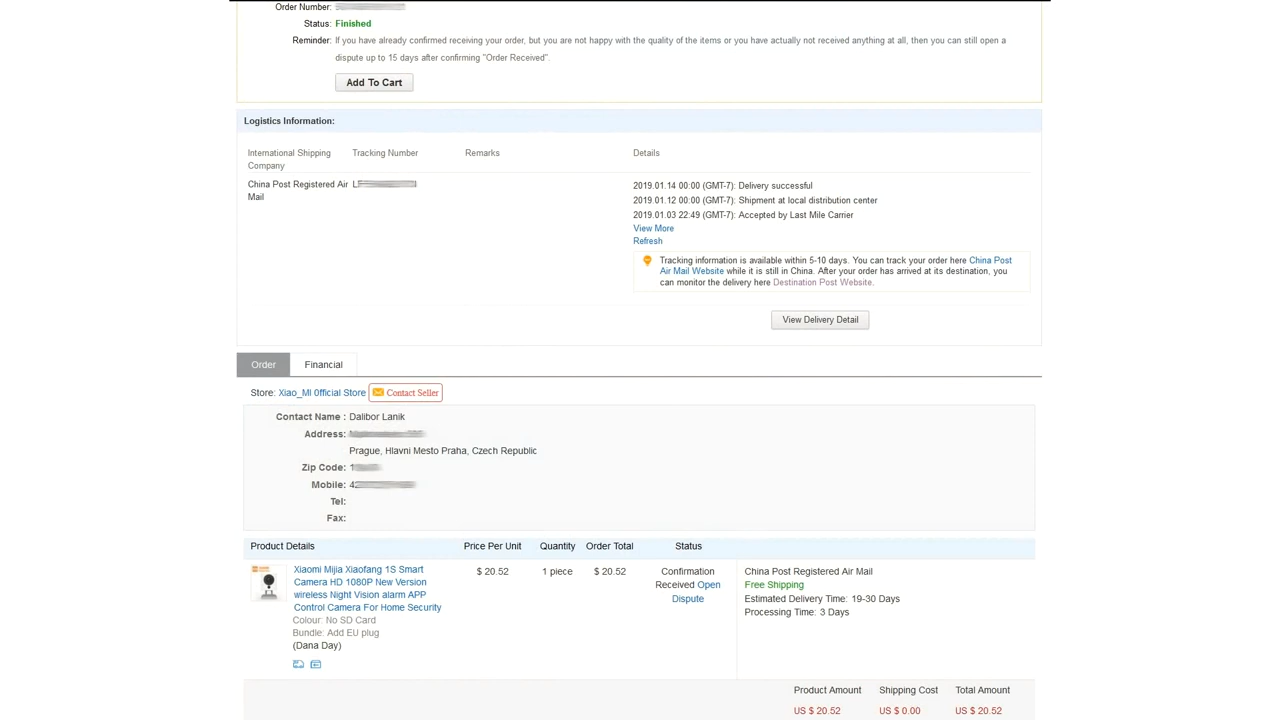 Order Number:
Status: Finished
Reminder: If you have already confirmed receiving your order, but you are not happy with the quality of the items or you have actually not received anything at all, then you can still open a
dispute up to 15 days after confirming "Order Received".
Add To Cart
Logistics Information:
International Shipping Company Tracking Number Remarks Details
China Post Registered Air Mail L
2019.01.14 00:00 (GMT-7): Delivery successful
2019.01.12 00:00 (GMT-7): Shipment at local distribution center
2019.01.03 22:49 (GMT-7): Accepted by Last Mile Carrier
View More
Refresh
Tracking information is available within 5-10 days. You can track your order here China Post
Air Mail Website while it is still in China. After your order has arrived at its destination, you
can monitor the delivery here Destination Post Website.
View Delivery Detail
Order Financial
Store: Xiao_MI 0fficial Store Contact Seller
Contact Name : Dalibor Lanik
Address:
Prague, Hlavni Mesto Praha, Czech Republic
Zip Code: 1
Mobile: 42
Tel:
Fax:
Product Details Price Per Unit Quantity Order Total Status
Xiaomi Mijia Xiaofang 1S Smart
Camera HD 1080P New Version
wireless Night Vision alarm APP
Control Camera For Home Security
Colour: No SD Card
Bundle: Add EU plug
(Dana Day)
$ 20.52 1 piece $ 20.52
Confirmation
Received Open
Dispute
China Post Registered Air Mail
Free Shipping
Estimated Delivery Time: 19-30 Days
Processing Time: 3 Days
Product Amount Shipping Cost Total Amount
US $ 20.52 US $ 0.00 US $ 20.52